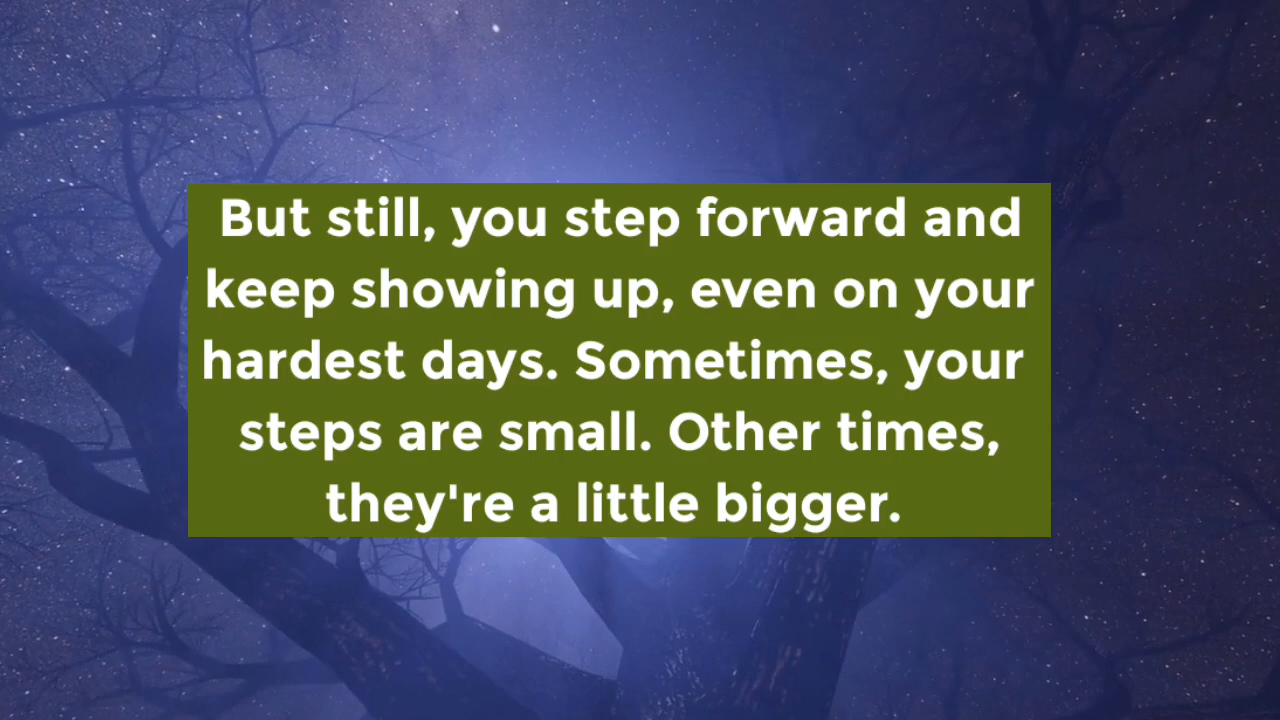 But still, you step forward and
keep showing up, even on your
hardest days. Sometimes, your
steps are small. Other times,
they're a little bigger.